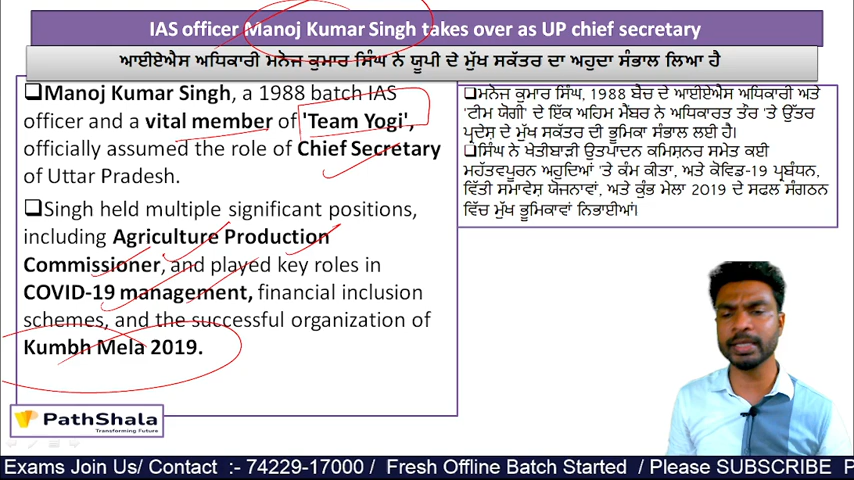 IAS officer Manoj Kumar Singh takes over as UP chief secretary
ਆਈਏਐਸ ਅਧਿਕਾਰੀ ਮਨੋਜ ਕੁਮਾਰ ਸਿੰਘ ਨੇ ਯੂਪੀ ਦੇ ਮੁੱਖ ਸਕੱਤਰ ਦਾ ਅਹੁਦਾ ਸੰਭਾਲ ਲਿਆ ਹੈ
❑Manoj Kumar Singh, a 1988 batch IAS
officer and a vital member of 'Team Yogi',
officially assumed the role of Chief Secretary
of Uttar Pradesh.
❑Singh held multiple significant positions,
including Agriculture Production
Commissioner, and played key roles in
COVID-19 management, financial inclusion
schemes, and the successful organization of
Kumbh Mela 2019.
❑ਮਨੋਜ ਕੁਮਾਰ ਸਿੰਘ, 1988 ਬੈਚ ਦੇ ਆਈਏਐਸ ਅਧਿਕਾਰੀ ਅਤੇ
'ਟੀਮ ਯੋਗੀ' ਦੇ ਇੱਕ ਅਹਿਮ ਮੈਂਬਰ ਨੇ ਅਧਿਕਾਰਤ ਤੌਰ 'ਤੇ ਉੱਤਰ
ਪ੍ਰਦੇਸ਼ ਦੇ ਮੁੱਖ ਸਕੱਤਰ ਦੀ ਭੂਮਿਕਾ ਸੰਭਾਲ ਲਈ ਹੈ।
❑ਸਿੰਘ ਨੇ ਖੇਤੀਬਾੜੀ ਉਤਪਾਦਨ ਕਮਿਸ਼ਨਰ ਸਮੇਤ ਕਈ
ਮਹੱਤਵਪੂਰਨ ਅਹੁਦਿਆਂ 'ਤੇ ਕੰਮ ਕੀਤਾ, ਅਤੇ ਕੋਵਿਡ-19 ਪ੍ਰਬੰਧਨ,
ਵਿੱਤੀ ਸਮਾਵੇਸ਼ ਯੋਜਨਾਵਾਂ, ਅਤੇ ਕੁੰਭ ਮੇਲਾ 2019 ਦੇ ਸਫਲ ਸੰਗਠਨ
ਵਿੱਚ ਮੁੱਖ ਭੂਮਿਕਾਵਾਂ ਨਿਭਾਈਆਂ।
PathShala
Transforming Future
Exams Join Us/ Contact :- 74229-17000 / Fresh Offline Batch Started / Please SUBSCRIBE P